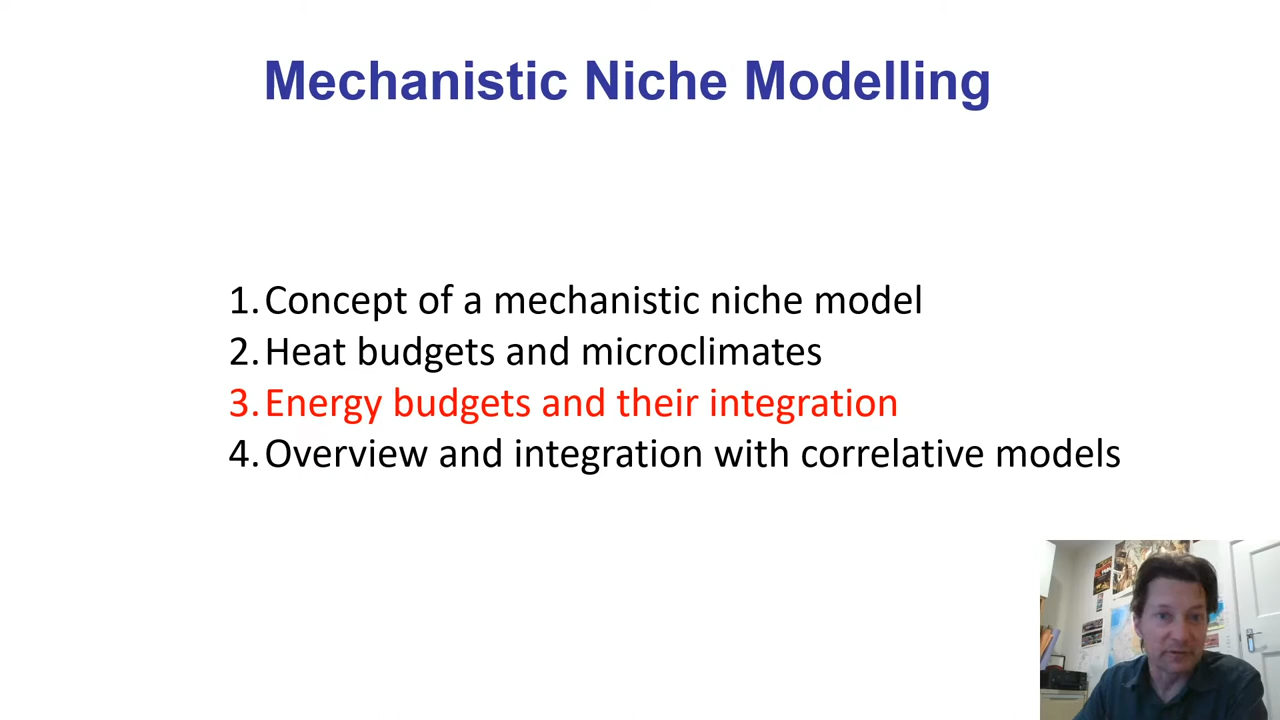 Mechanistic Niche Modelling
1. Concept of a mechanistic niche model
2. Heat budgets and microclimates
3. Energy budgets and their integration
4. Overview and integration with correlative models